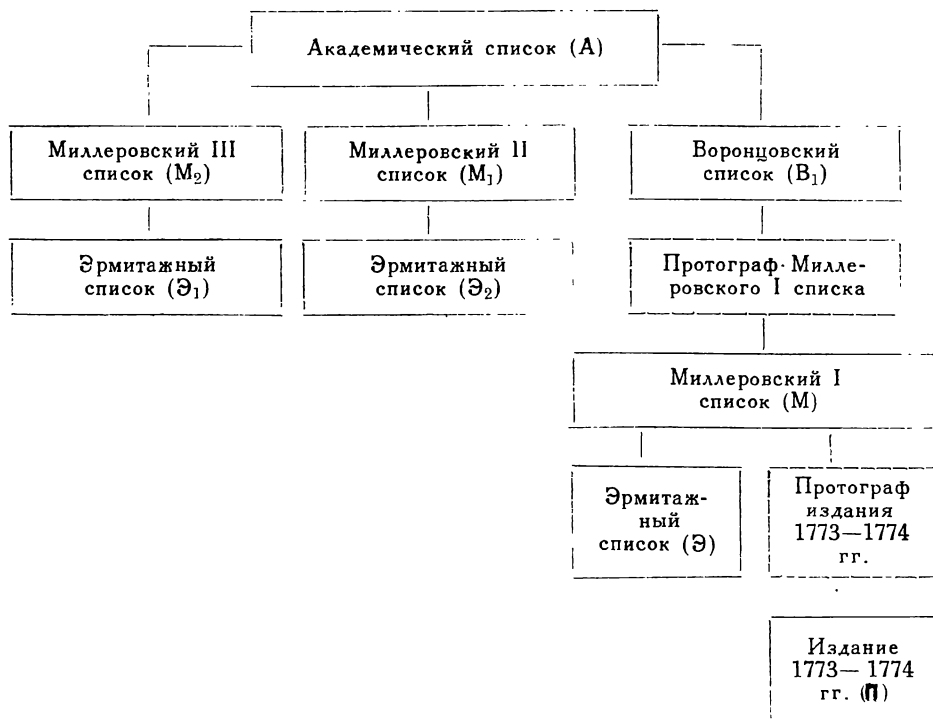 Академический список (А)
Миллеровский III
список (М₂)
Миллеровский II
список (М₁)
Воронцовский
список (В₁)
Эрмитажный
список (Э₁)
Эрмитажный
список (Э₂)
Протограф Милле-
ровского I списка
Миллеровский I
список (М)
Эрмитаж-
ный
список (Э)
Протограф
издания
1773—1774
гг.
Издание
1773— 1774
гг. (П)